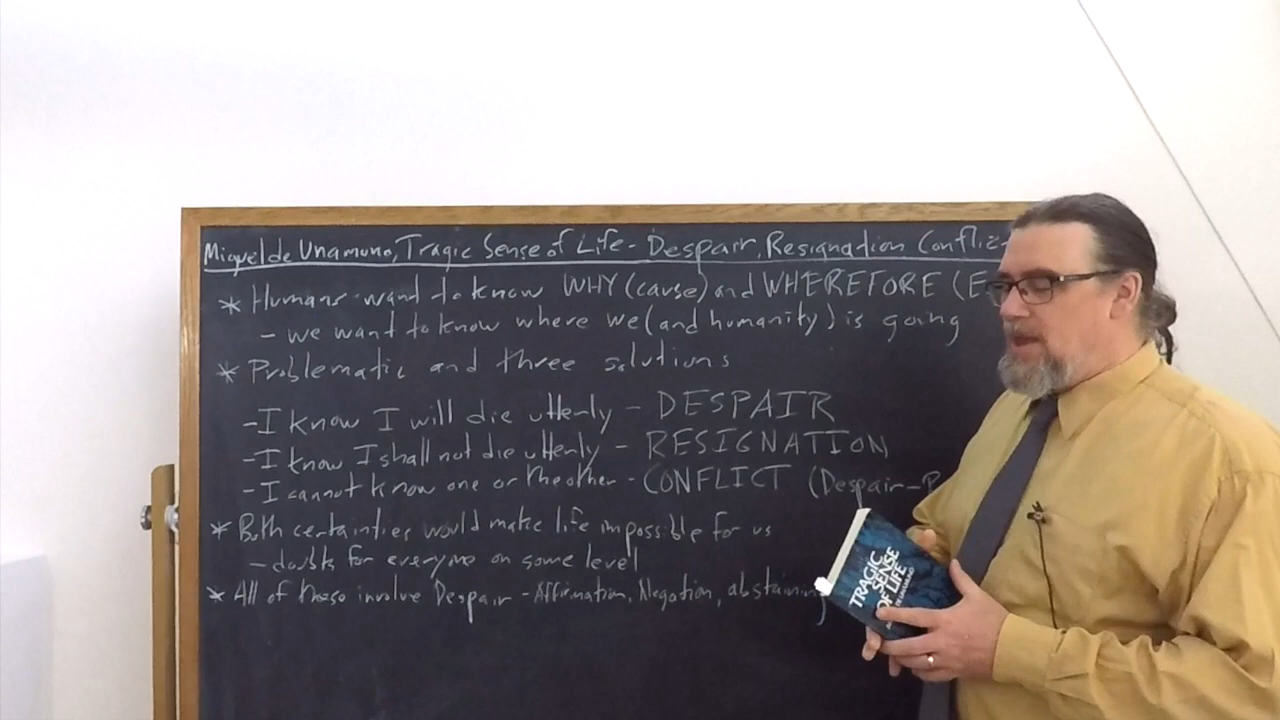 Miguel de Unamuno, Tragic Sense of Life - Despair, Resignation Conflic
* Humans want to know WHY (cause) and WHEREFORE (E
- we want to know where we (and humanity) is going
* Problematic and three solutions
- I know I will die utterly - DESPAIR
- I know I shall not die utterly - RESIGNATION
- I cannot know one or the other - CONFLICT (Despair-R
* Both certainties would make life impossible for us
- doubts for everyone on some level
* All of these involve Despair - Affirmation, Negation, abstaining
TRAGIC
SENSE
OF LIFE